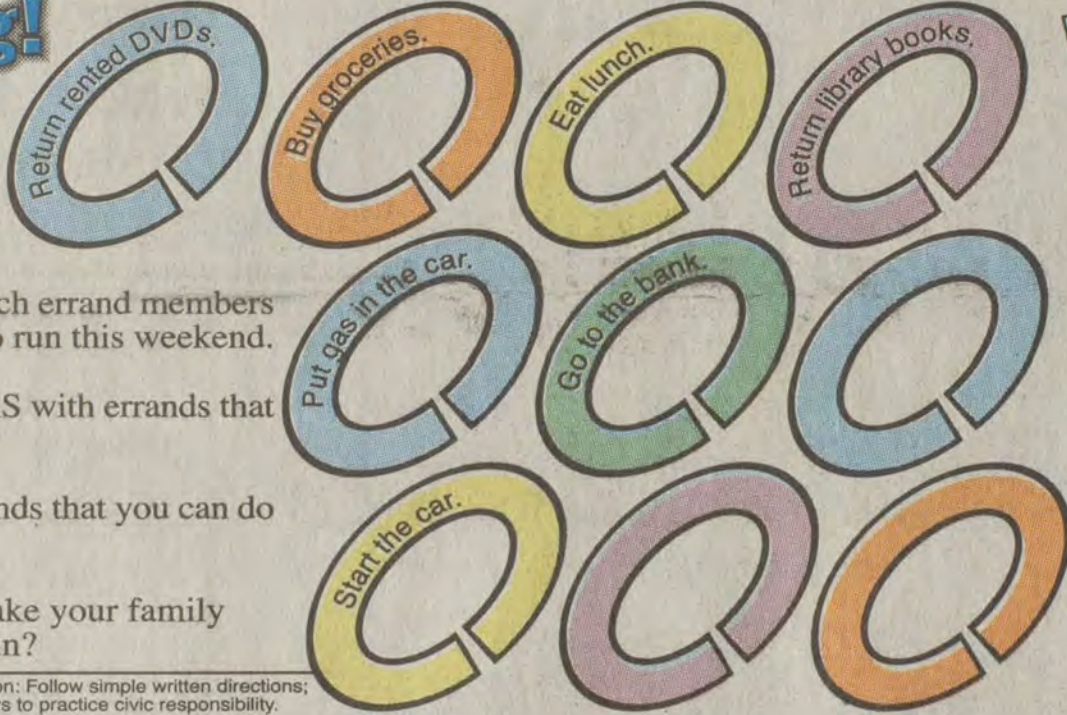 g!
Return rented DVDs.
Buy groceries.
Eat lunch.
Return library books.
Put gas in the car.
Go to the bank.
Start the car.
ch errand members
o run this weekend.
S with errands that
nds that you can do
ake your family
n?
on: Follow simple written directions;
rs to practice civic responsibility.